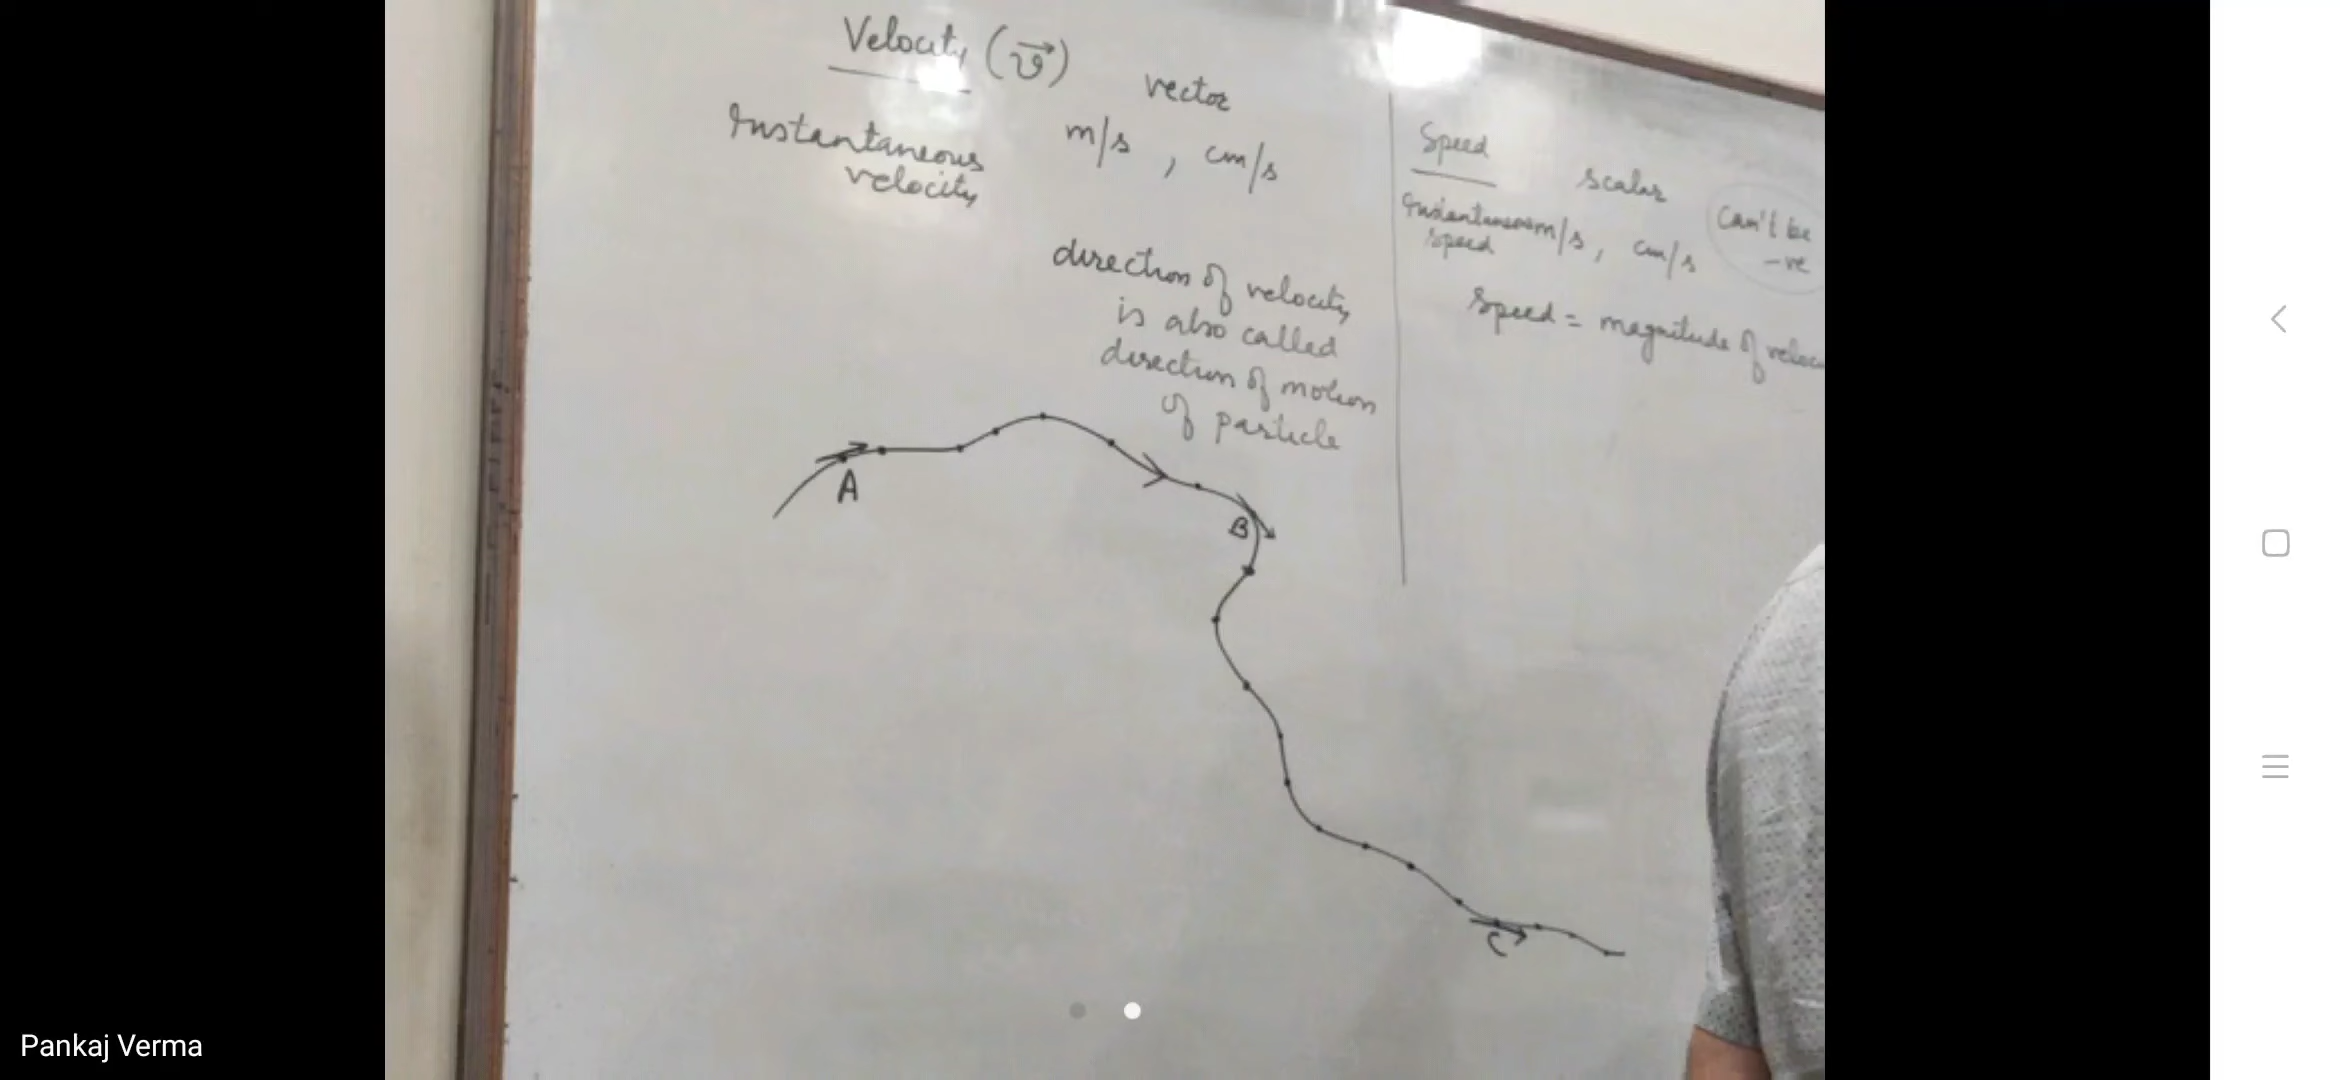 Velocity (v⃗)
vector
Instantaneous
velocity
m/s , cm/s
direction of velocity
is also called
direction of motion
of particle
A
B
C
Speed
scalar
Instantaneous
speed
m/s, cm/s
Can't be
-ve
Speed = magnitude of veloc
Pankaj Verma